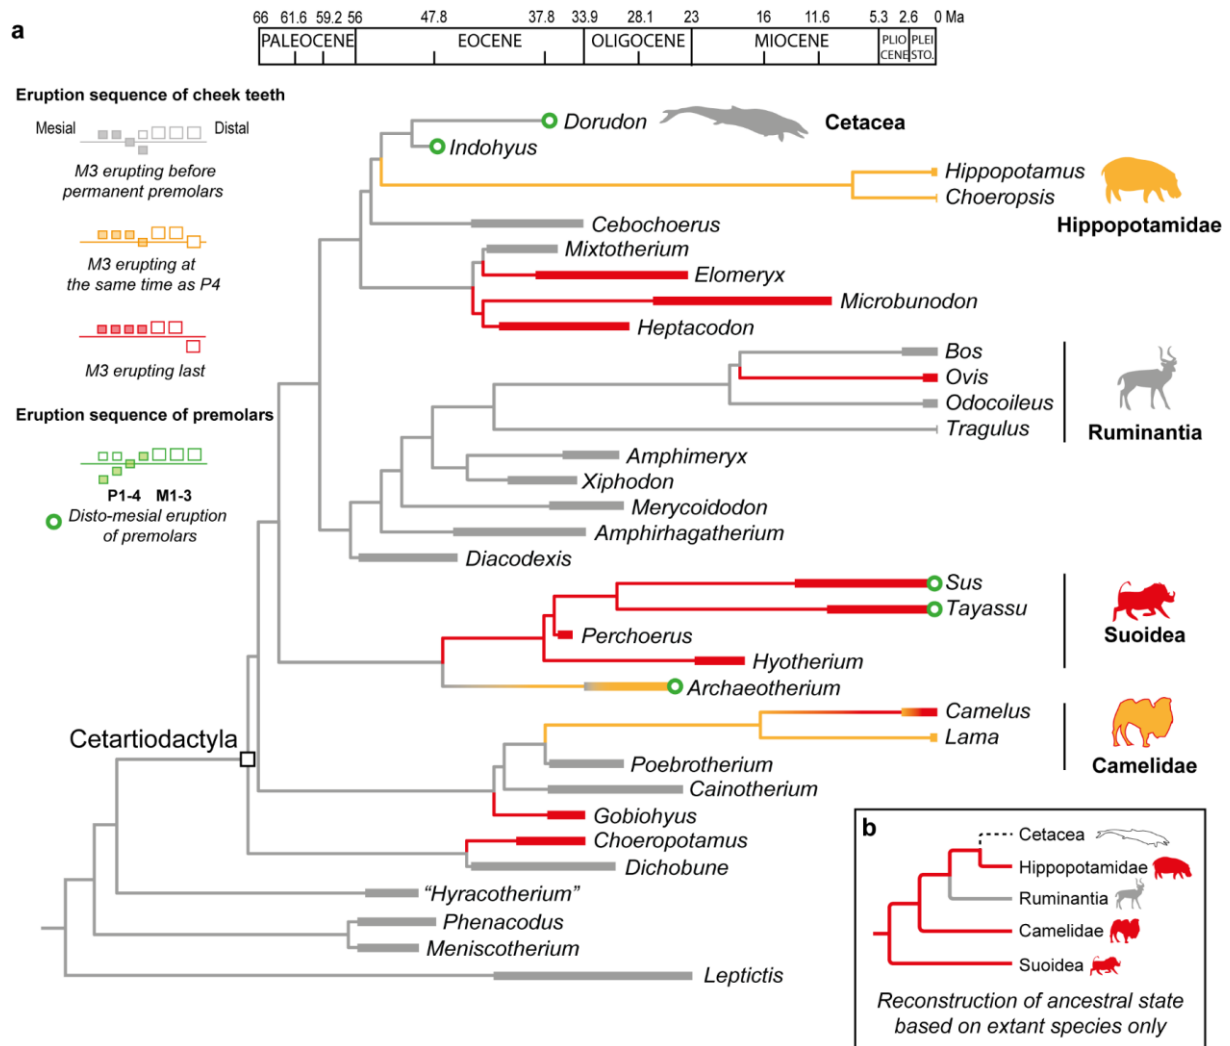 a
66 61.6 59.2 56 47.8 37.8 33.9 28.1 23 16 11.6 5.3 2.6 0 Ma
PALEOCENE EOCENE OLIGOCENE MIOCENE PLIO CENE PLEI STO.
Eruption sequence of cheek teeth
Mesial Distal
M3 erupting before
permanent premolars
M3 erupting at
the same time as P4
M3 erupting last
Eruption sequence of premolars
P1-4 M1-3
Disto-mesial eruption
of premolars
Dorudon
Cetacea
Indohyus
Hippopotamus
Choeropsis
Hippopotamidae
Cebochoerus
Mixtotherium
Elomeryx
Microbunodon
Heptacodon
Bos
Ovis
Odocoileus
Tragulus
Ruminantia
Amphimeryx
Xiphodon
Merycoidodon
Amphirhagatherium
Diacodexis
Sus
Tayassu
Perchoerus
Suoidea
Hyotherium
Archaeotherium
Camelus
Lama
Camelidae
Cetartiodactyla
Poebrotherium
Cainotherium
Gobiohyus
Choeropotamus
Dichobune
“Hyracotherium”
Phenacodus
Meniscotherium
Leptictis
b
Cetacea
Hippopotamidae
Ruminantia
Camelidae
Suoidea
Reconstruction of ancestral state
based on extant species only